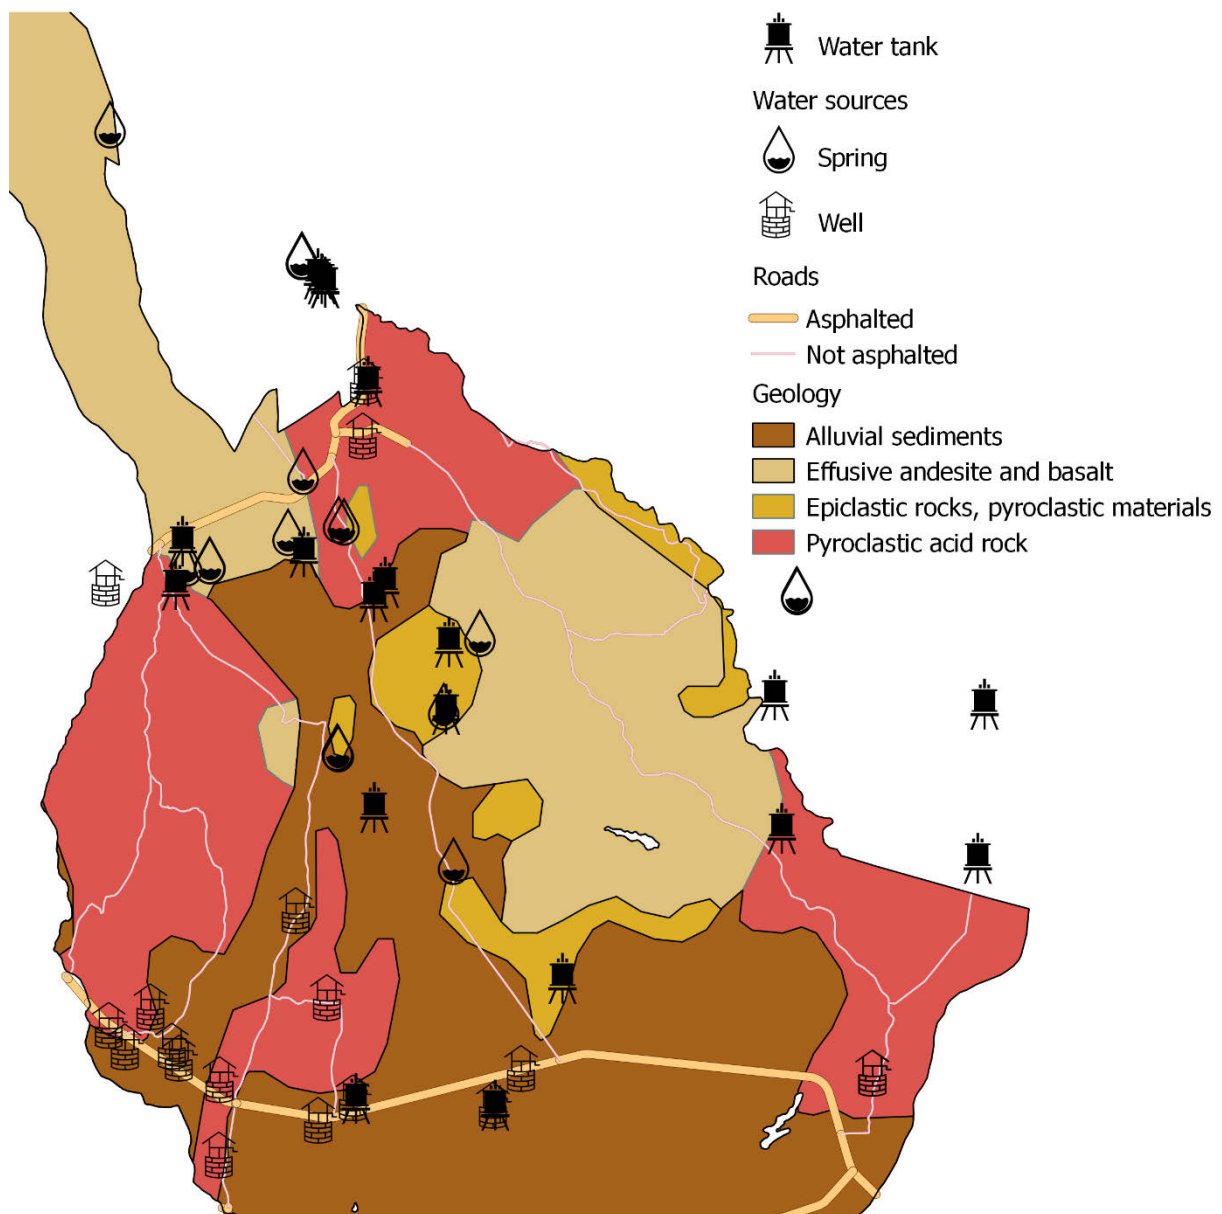 Water tank
Water sources
Spring
Well
Roads
Asphalted
Not asphalted
Geology
Alluvial sediments
Effusive andesite and basalt
Epiclastic rocks, pyroclastic materials
Pyroclastic acid rock